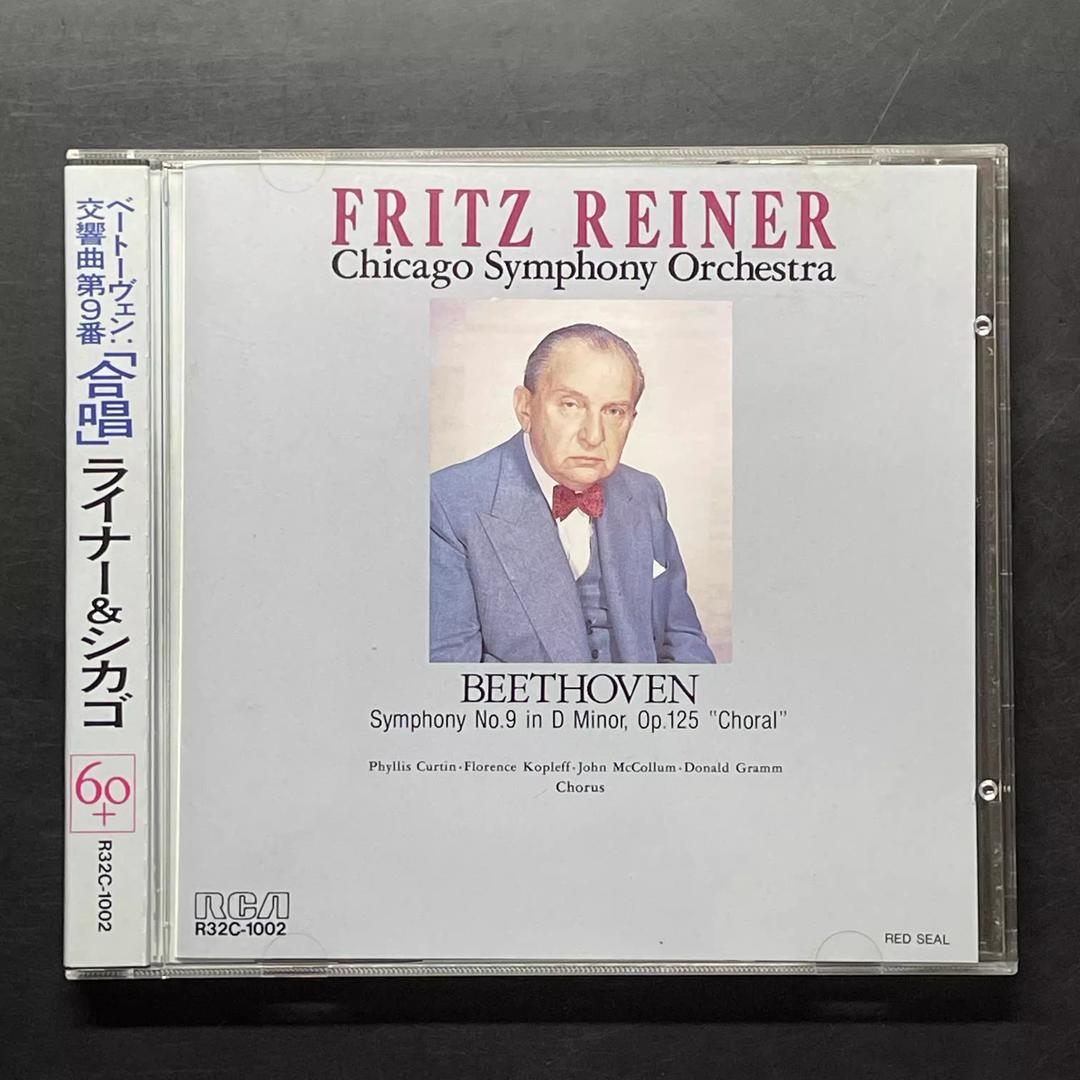 ベートーヴェン:
交響曲 第9番
「合唱」
ライナー&シカゴ
60+
R32C-1002
FRITZ REINER
Chicago Symphony Orchestra
BEETHOVEN
Symphony No.9 in D Minor, Op.125 "Choral"
Phyllis Curtin·Florence Kopleff·John McCollum·Donald Gramm
Chorus
RCA
R32C-1002
RED SEAL